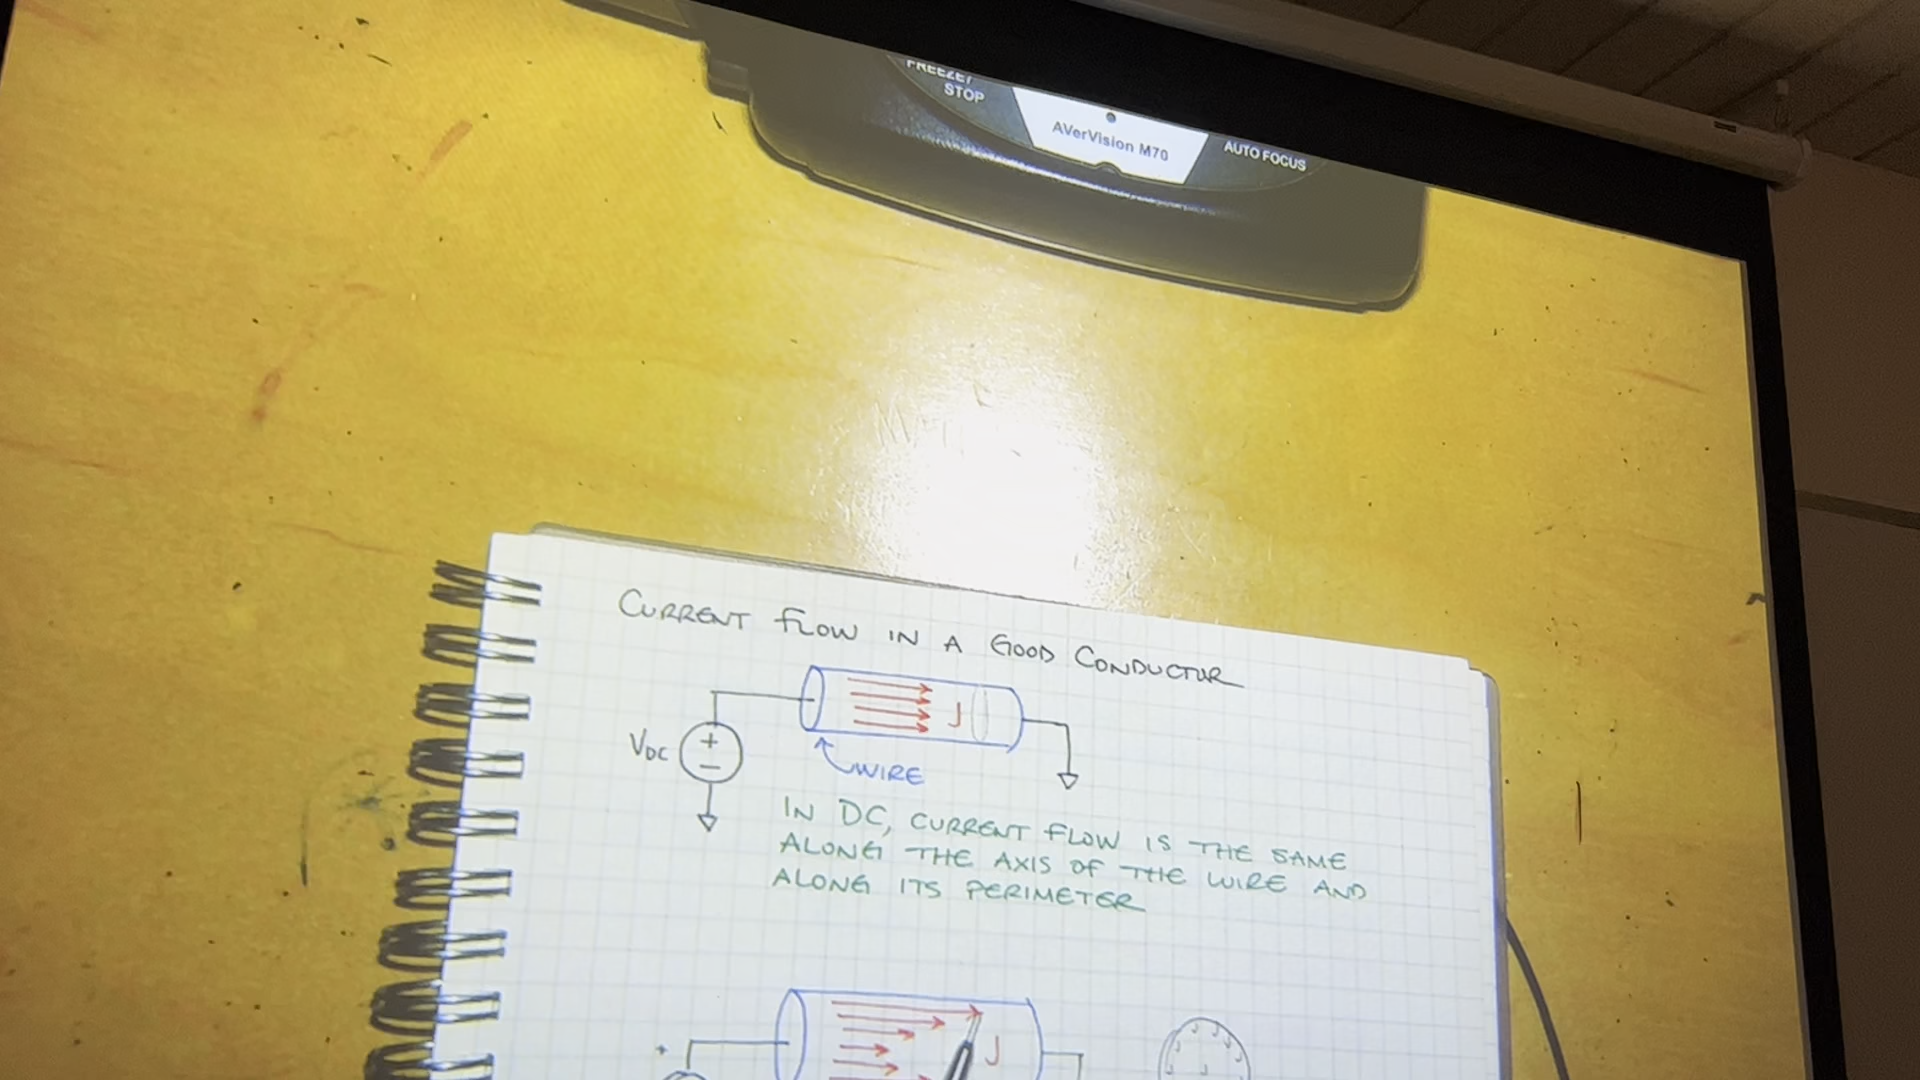 FREEZE/
STOP
AVerVision M70
AUTO FOCUS
CURRENT FLOW IN A GOOD CONDUCTOR
J
VDC
+
−
WIRE
IN DC, CURRENT FLOW IS THE SAME
ALONG THE AXIS OF THE WIRE AND
ALONG ITS PERIMETER
+
J